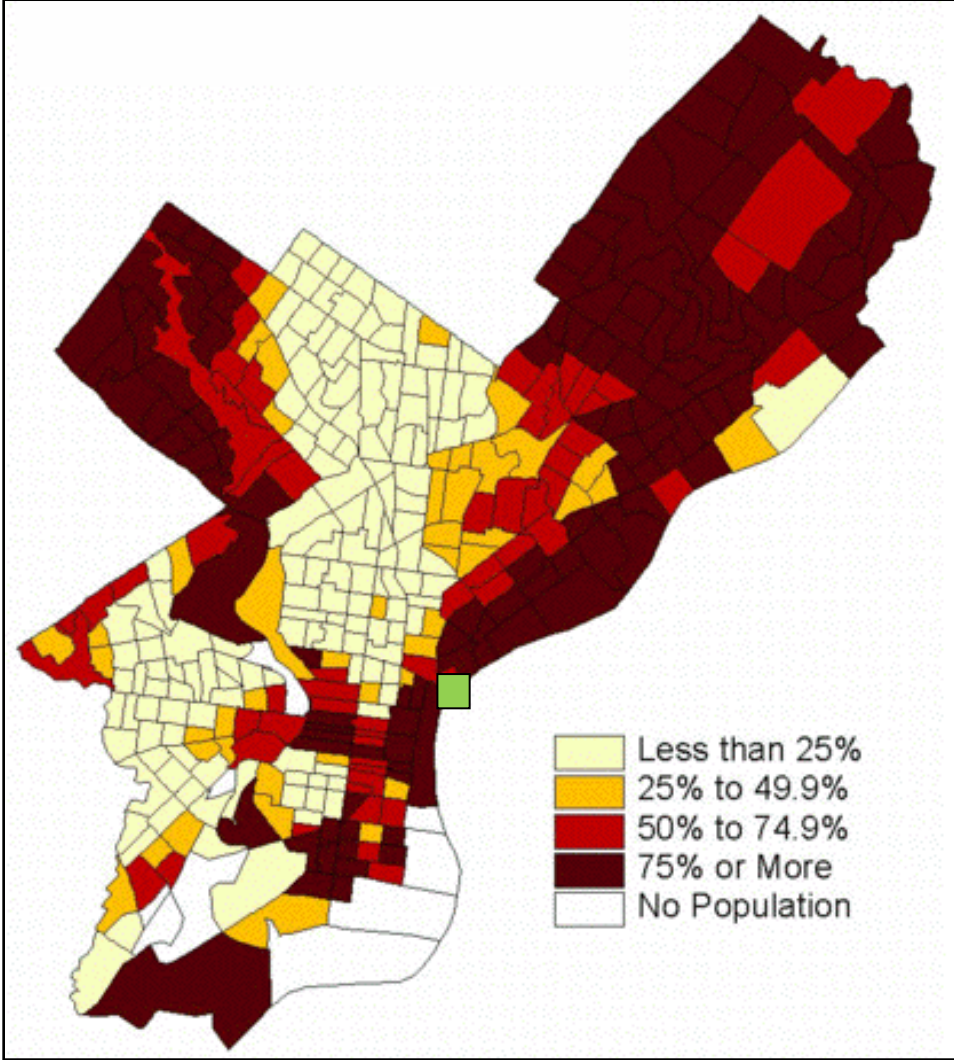 Less than 25%
25% to 49.9%
50% to 74.9%
75% or More
No Population